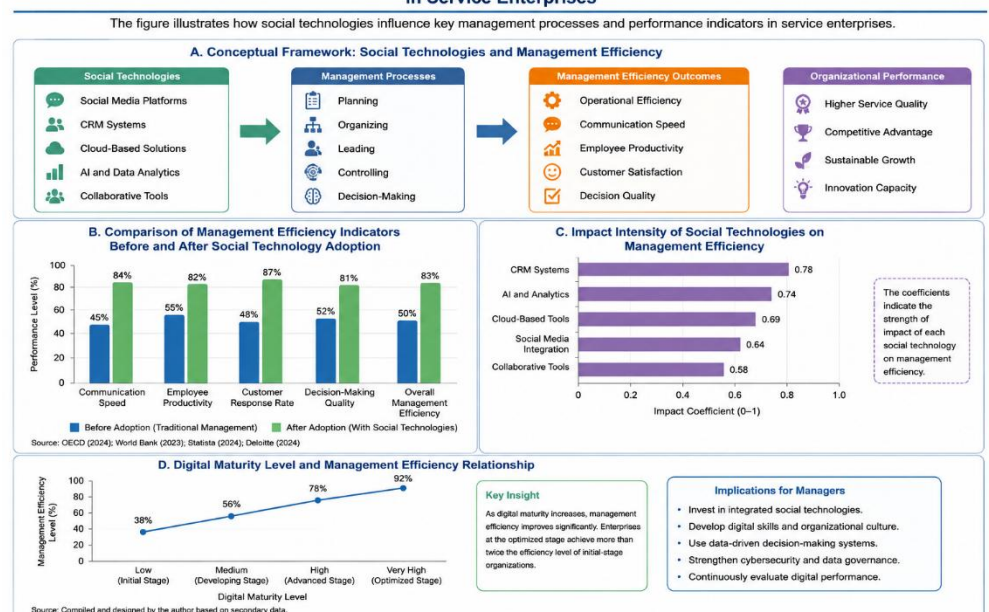 in Service Enterprises
The figure illustrates how social technologies influence key management processes and performance indicators in service enterprises.
A. Conceptual Framework: Social Technologies and Management Efficiency
Social Technologies
Social Media Platforms
CRM Systems
Cloud-Based Solutions
AI and Data Analytics
Collaborative Tools
Management Processes
Planning
Organizing
Leading
Controlling
Decision-Making
Management Efficiency Outcomes
Operational Efficiency
Communication Speed
Employee Productivity
Customer Satisfaction
Decision Quality
Organizational Performance
Higher Service Quality
Competitive Advantage
Sustainable Growth
Innovation Capacity
B. Comparison of Management Efficiency Indicators
Before and After Social Technology Adoption
Performance Level (%)
100
80
60
40
20
0
45%
84%
55%
82%
48%
87%
52%
81%
50%
83%
Communication
Speed
Employee
Productivity
Customer
Response Rate
Decision-Making
Quality
Overall
Management
Efficiency
Before Adoption (Traditional Management)
After Adoption (With Social Technologies)
Source: OECD (2024); World Bank (2023); Statista (2024); Deloitte (2024)
C. Impact Intensity of Social Technologies on
Management Efficiency
CRM Systems
0.78
AI and Analytics
0.74
Cloud-Based Tools
0.69
Social Media
Integration
0.64
Collaborative Tools
0.58
0
0.2
0.4
0.6
0.8
1.0
Impact Coefficient (0–1)
The coefficients
indicate the
strength of
impact of each
social technology
on management
efficiency.
D. Digital Maturity Level and Management Efficiency Relationship
Management Efficiency
Level (%)
100
80
60
40
20
0
38%
56%
78%
92%
Low
(Initial Stage)
Medium
(Developing Stage)
High
(Advanced Stage)
Very High
(Optimized Stage)
Digital Maturity Level
Key Insight
As digital maturity increases, management
efficiency improves significantly. Enterprises
at the optimized stage achieve more than
twice the efficiency level of initial-stage
organizations.
Implications for Managers
• Invest in integrated social technologies.
• Develop digital skills and organizational culture.
• Use data-driven decision-making systems.
• Strengthen cybersecurity and data governance.
• Continuously evaluate digital performance.
Source: Compiled and designed by the author based on secondary data.